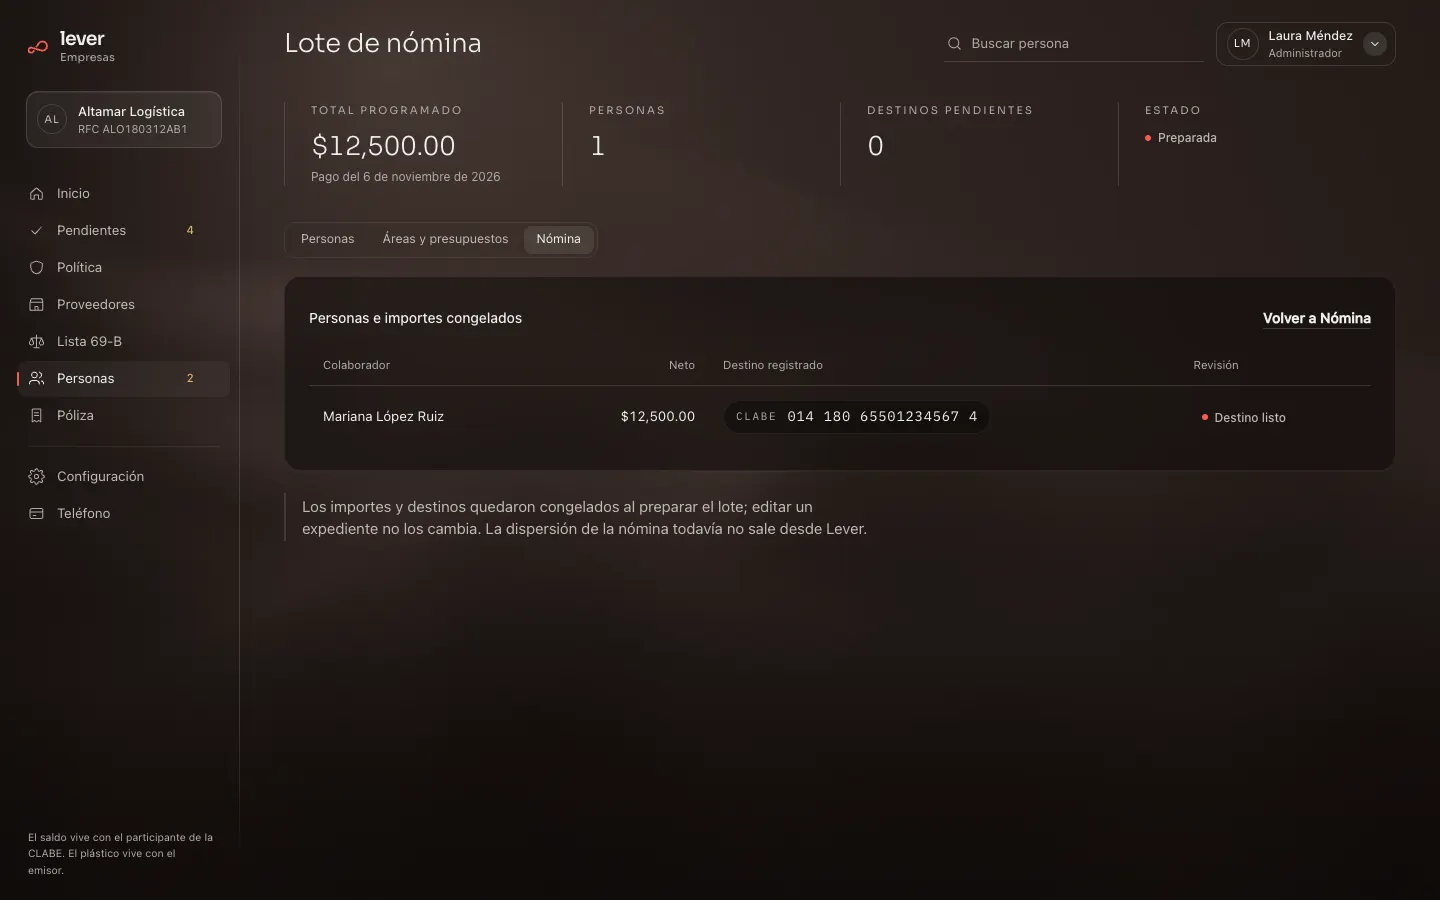 lever
Empresas
AL
Altamar Logística
RFC ALO180312AB1
Inicio
Pendientes 4
Política
Proveedores
Lista 69-B
Personas 2
Póliza
Configuración
Teléfono
El saldo vive con el participante de la
CLABE. El plástico vive con el
emisor.
Lote de nómina
Buscar persona
LM
Laura Méndez
Administrador
TOTAL PROGRAMADO
$12,500.00
Pago del 6 de noviembre de 2026
PERSONAS
1
DESTINOS PENDIENTES
0
ESTADO
Preparada
Personas Áreas y presupuestos Nómina
Personas e importes congelados Volver a Nómina
Colaborador Neto Destino registrado Revisión
Mariana López Ruiz $12,500.00 CLABE 014 180 65501234567 4 Destino listo
Los importes y destinos quedaron congelados al preparar el lote; editar un
expediente no los cambia. La dispersión de la nómina todavía no sale desde Lever.